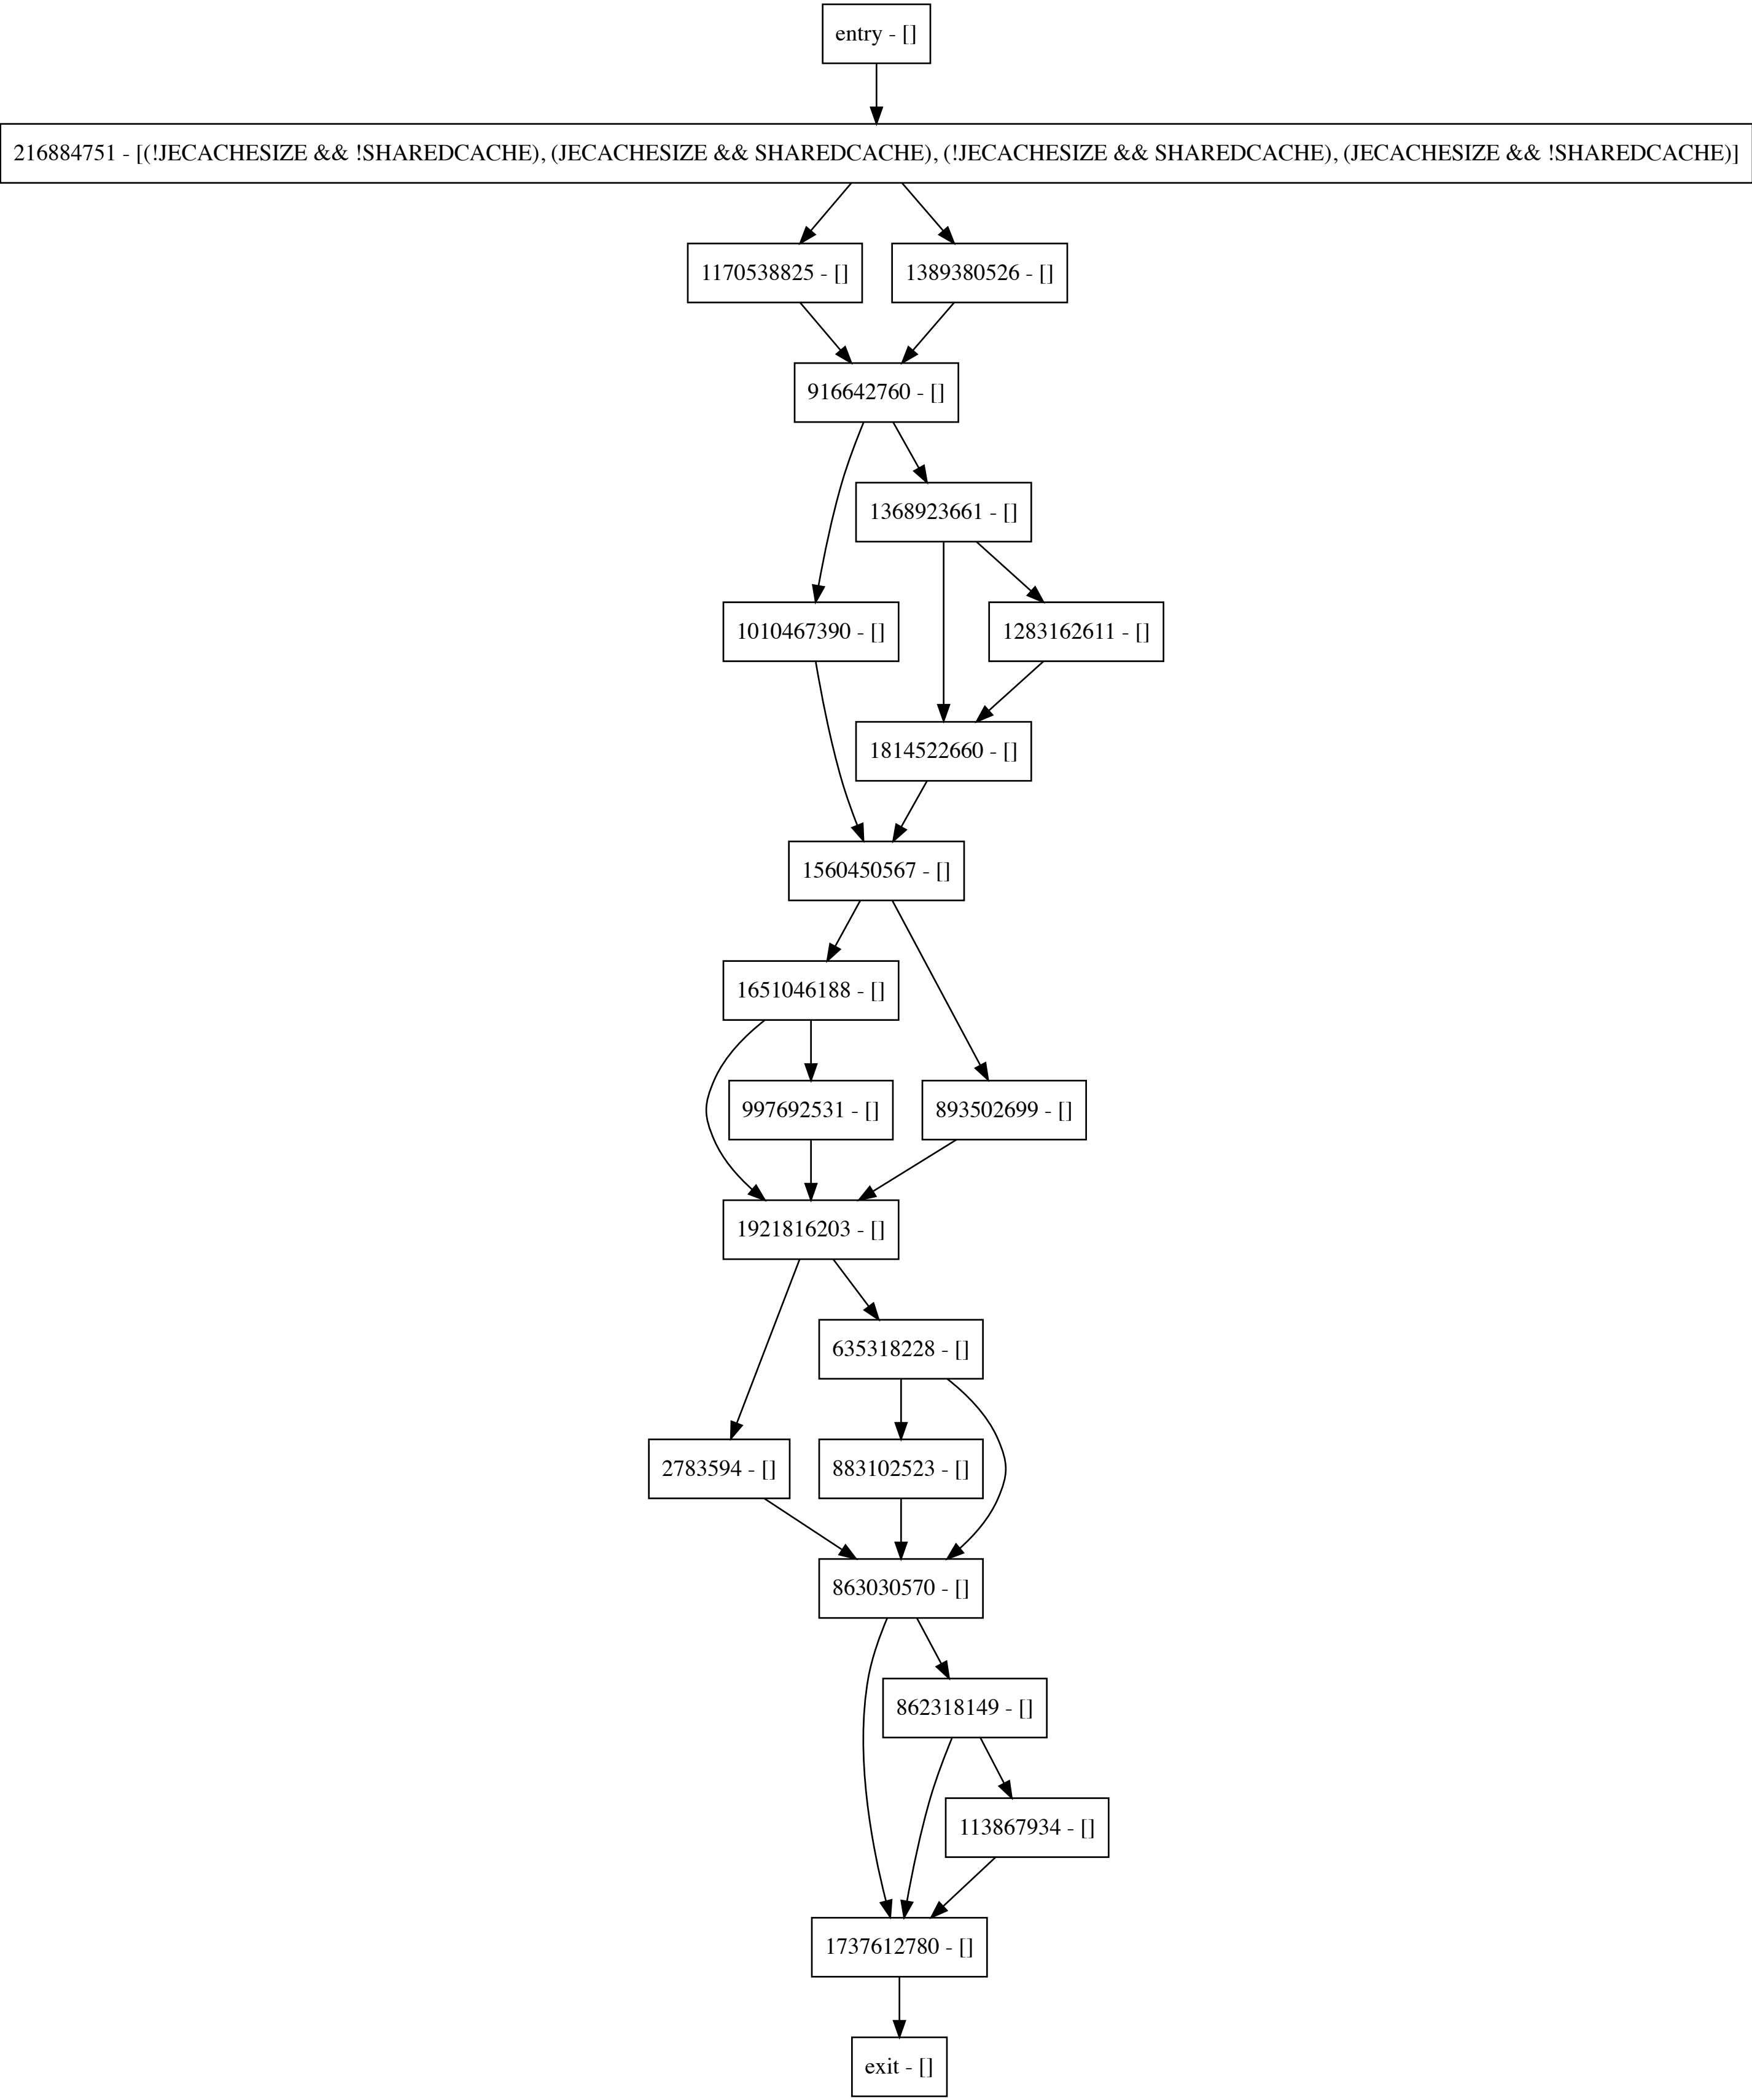 entry - []
216884751 - [(!JECACHESIZE && !SHAREDCACHE), (JECACHESIZE && SHAREDCACHE), (!JECACHESIZE && SHAREDCACHE), (JECACHESIZE && !SHAREDCACHE)]
1170538825 - []
1389380526 - []
916642760 - []
1368923661 - []
1010467390 - []
1283162611 - []
1814522660 - []
1560450567 - []
1651046188 - []
997692531 - []
893502699 - []
1921816203 - []
635318228 - []
2783594 - []
883102523 - []
863030570 - []
862318149 - []
113867934 - []
1737612780 - []
exit - []